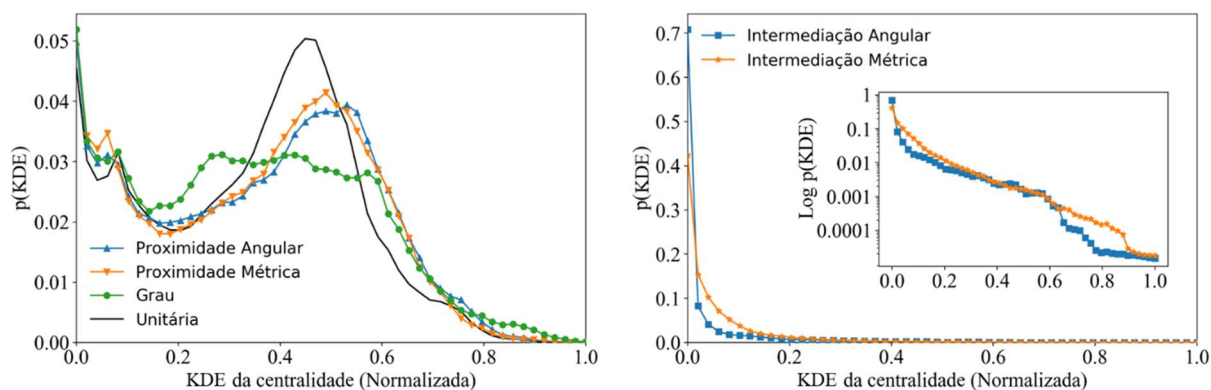 0.05
0.04
0.03
0.02
0.01
0.00
p(KDE)
Proximidade Angular
Proximidade Métrica
Grau
Unitária
0.0 0.2 0.4 0.6 0.8 1.0
KDE da centralidade (Normalizada)
0.7
0.6
0.5
0.4
0.3
0.2
0.1
0.0
p(KDE)
Intermediação Angular
Intermediação Métrica
1
0.1
0.01
0.001
0.0001
Log p(KDE)
0.0 0.2 0.4 0.6 0.8 1.0
0.0 0.2 0.4 0.6 0.8 1.0
KDE da centralidade (Normalizada)